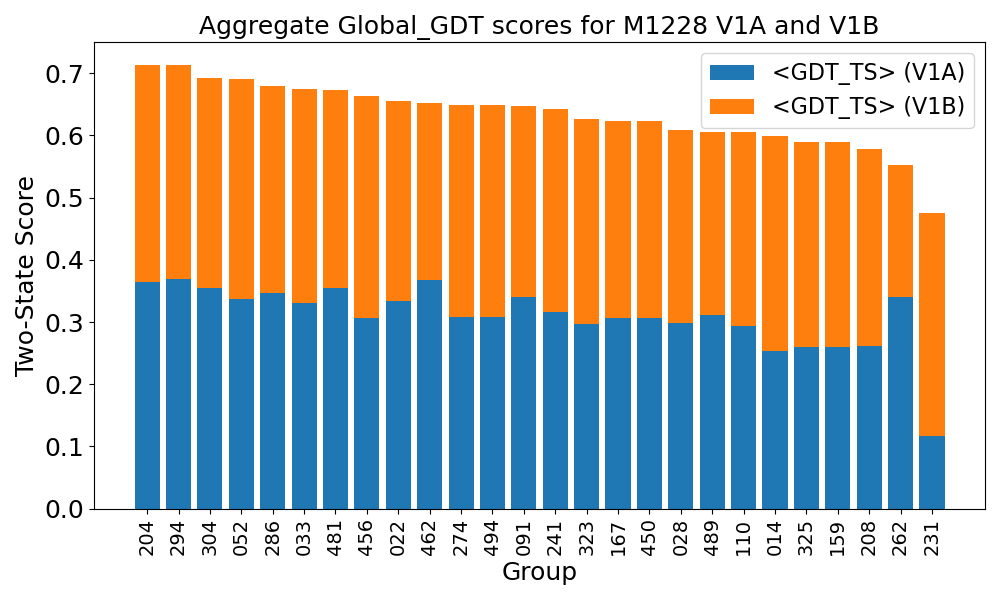 Aggregate Global_GDT scores for M1228 V1A and V1B
<GDT_TS> (V1A)
<GDT_TS> (V1B)
Two-State Score
0.7
0.6
0.5
0.4
0.3
0.2
0.1
0.0
204 294 304 052 286 033 481 456 022 462 274 494 091 241 323 167 450 028 489 110 014 325 159 208 262 231
Group